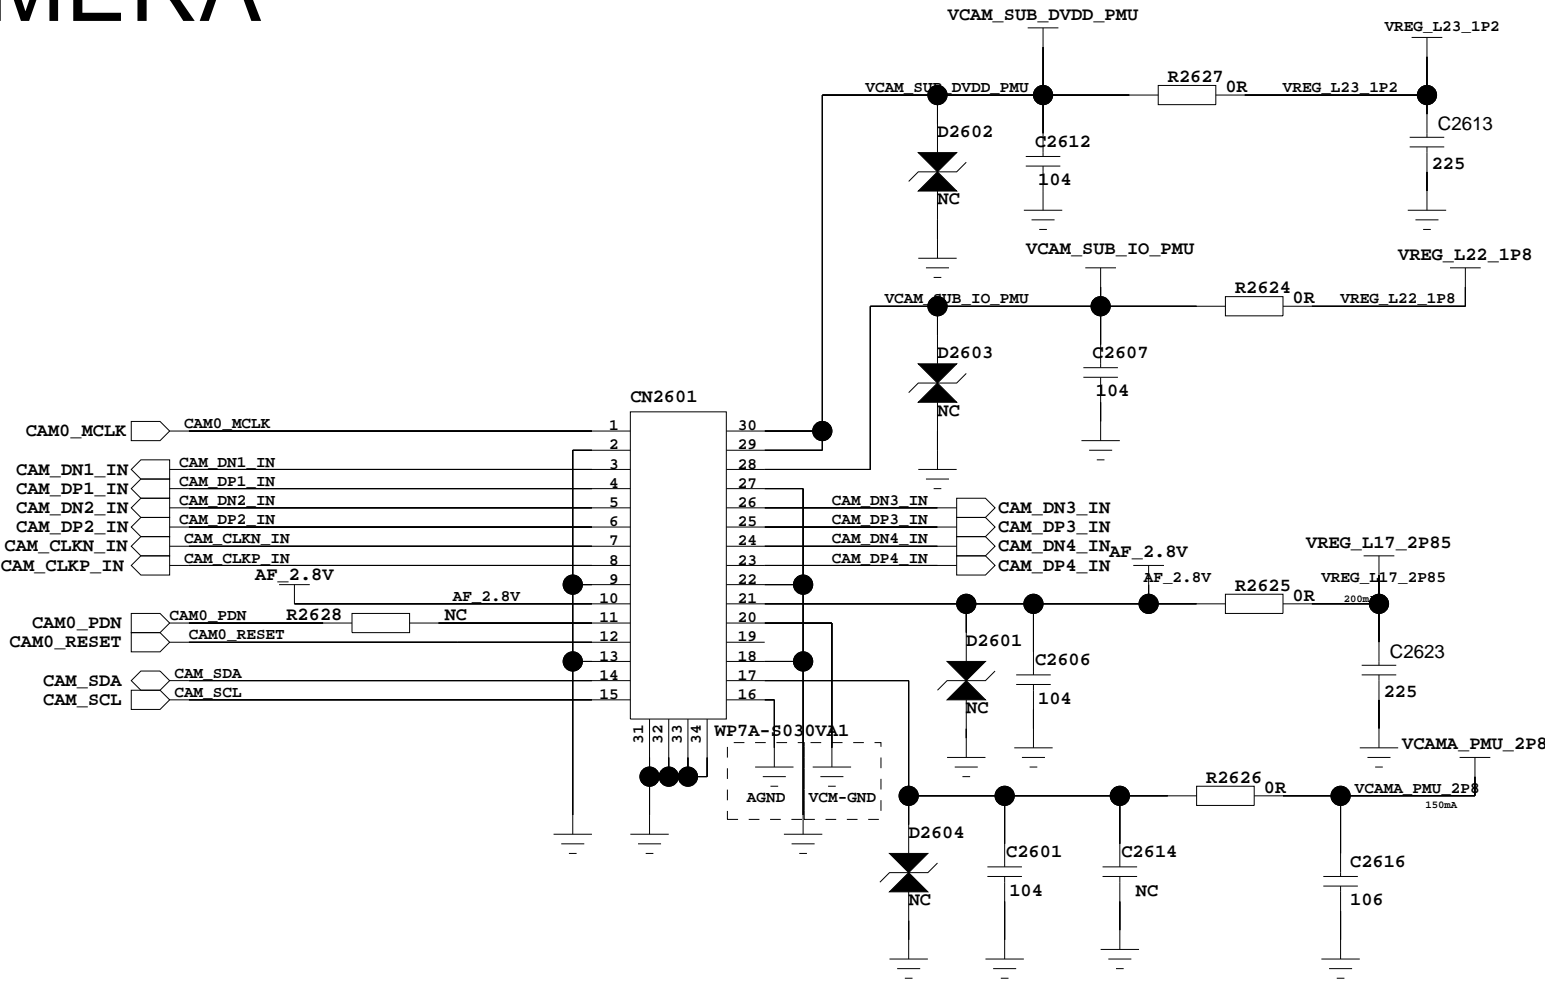 VCAM_SUB_DVDD_PMU
VREG_L23_1P2
VCAM_SUB_DVDD_PMU
R2627
0R
VREG_L23_1P2
D2602
NC
C2612
104
C2613
225
VCAM_SUB_IO_PMU
VREG_L22_1P8
VCAM_SUB_IO_PMU
R2624
0R
VREG_L22_1P8
D2603
NC
C2607
104
CN2601
CAM0_MCLK
CAM0_MCLK
1
30
2
29
CAM_DN1_IN
CAM_DN1_IN
3
28
CAM_DP1_IN
CAM_DP1_IN
4
27
CAM_DN2_IN
CAM_DN2_IN
5
26
CAM_DN3_IN
CAM_DN3_IN
CAM_DP2_IN
CAM_DP2_IN
6
25
CAM_DP3_IN
CAM_DP3_IN
CAM_CLKN_IN
CAM_CLKN_IN
7
24
CAM_DN4_IN
CAM_DN4_IN
CAM_CLKP_IN
CAM_CLKP_IN
8
23
CAM_DP4_IN
CAM_DP4_IN
AF_2.8V
9
22
AF_2.8V
AF_2.8V
R2625
0R
VREG_L17_2P85
VREG_L17_2P85
AF_2.8V
10
21
CAM0_PDN
CAM0_PDN
R2628
NC
11
20
CAM0_RESET
CAM0_RESET
12
19
13
18
CAM_SDA
CAM_SDA
14
17
CAM_SCL
CAM_SCL
15
16
D2601
NC
C2606
104
C2623
225
31
32
33
34
WP7A-S030VA1
AGND
VCM-GND
VCAMA_PMU_2P8
R2626
0R
VCAMA_PMU_2P8
150mA
D2604
NC
C2601
104
C2614
NC
C2616
106